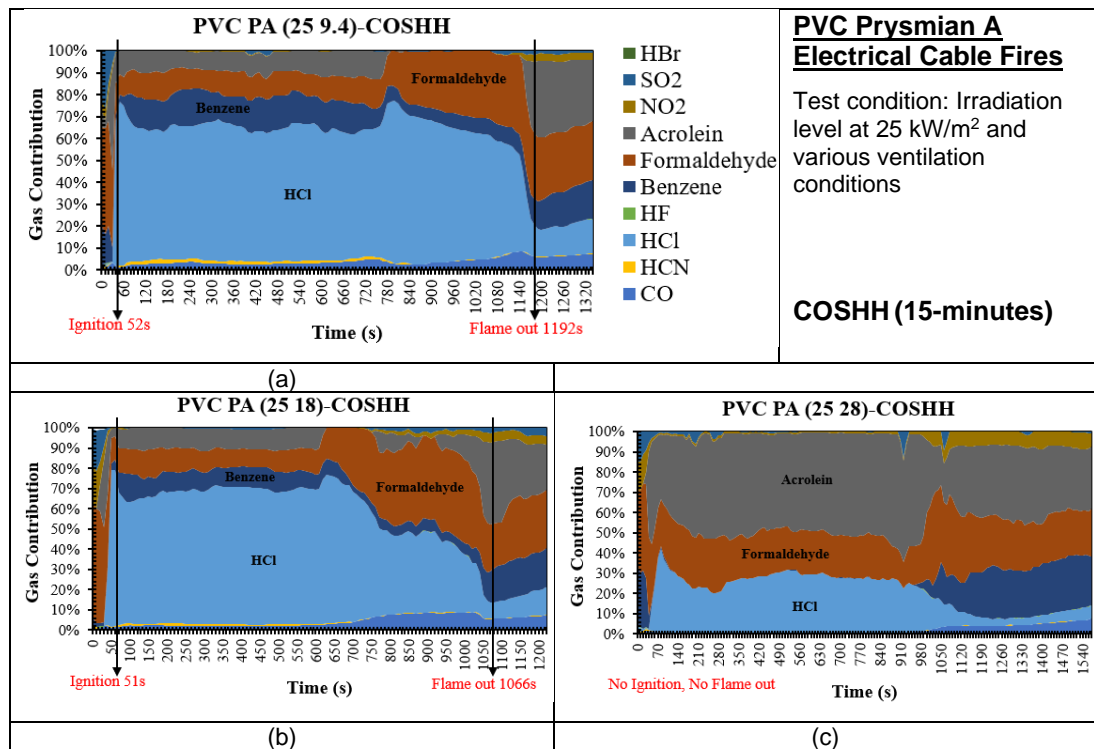 PVC PA (25 9.4)-COSHH
100%
90%
80%
70%
60%
50%
40%
30%
20%
10%
0%
Gas Contribution
Formaldehyde
Benzene
HCl
0
60
120
180
240
300
360
420
480
540
600
660
720
780
840
900
960
1020
1080
1140
1200
1260
1320
Ignition 52s
Time (s)
Flame out 1192s
HBr
SO2
NO2
Acrolein
Formaldehyde
Benzene
HF
HCl
HCN
CO
PVC Prysmian A
Electrical Cable Fires
Test condition: Irradiation
level at 25 kW/m² and
various ventilation
conditions
COSHH (15-minutes)
(a)
PVC PA (25 18)-COSHH
100%
90%
80%
70%
60%
50%
40%
30%
20%
10%
0%
Gas Contribution
Benzene
Formaldehyde
HCl
0
50
100
150
200
250
300
350
400
450
500
550
600
650
700
750
800
850
900
950
1000
1050
1100
1150
1200
Ignition 51s
Time (s)
Flame out 1066s
(b)
PVC PA (25 28)-COSHH
100%
90%
80%
70%
60%
50%
40%
30%
20%
10%
0%
Gas Contribution
Acrolein
Formaldehyde
HCl
0
70
140
210
280
350
420
490
560
630
700
770
840
910
980
1050
1120
1190
1260
1330
1400
1470
1540
No Ignition, No Flame out
Time (s)
(c)